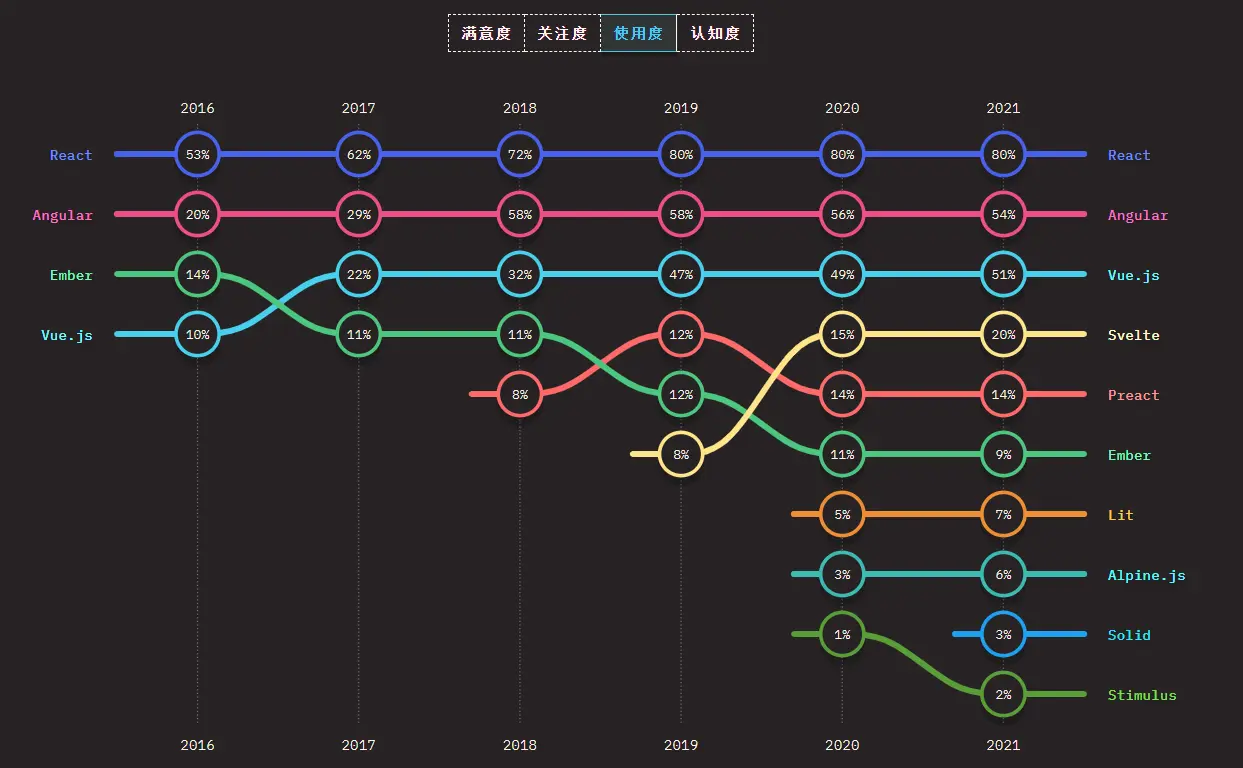 满意度 关注度 使用度 认知度
2016 2017 2018 2019 2020 2021
React 53% 62% 72% 80% 80% 80% React
Angular 20% 29% 58% 58% 56% 54% Angular
Ember 14% 22% 32% 47% 49% 51% Vue.js
Vue.js 10% 11% 11% 12% 15% 20% Svelte
8% 12% 14% 14% Preact
8% 11% 9% Ember
5% 7% Lit
3% 6% Alpine.js
1% 3% Solid
2% Stimulus
2016 2017 2018 2019 2020 2021